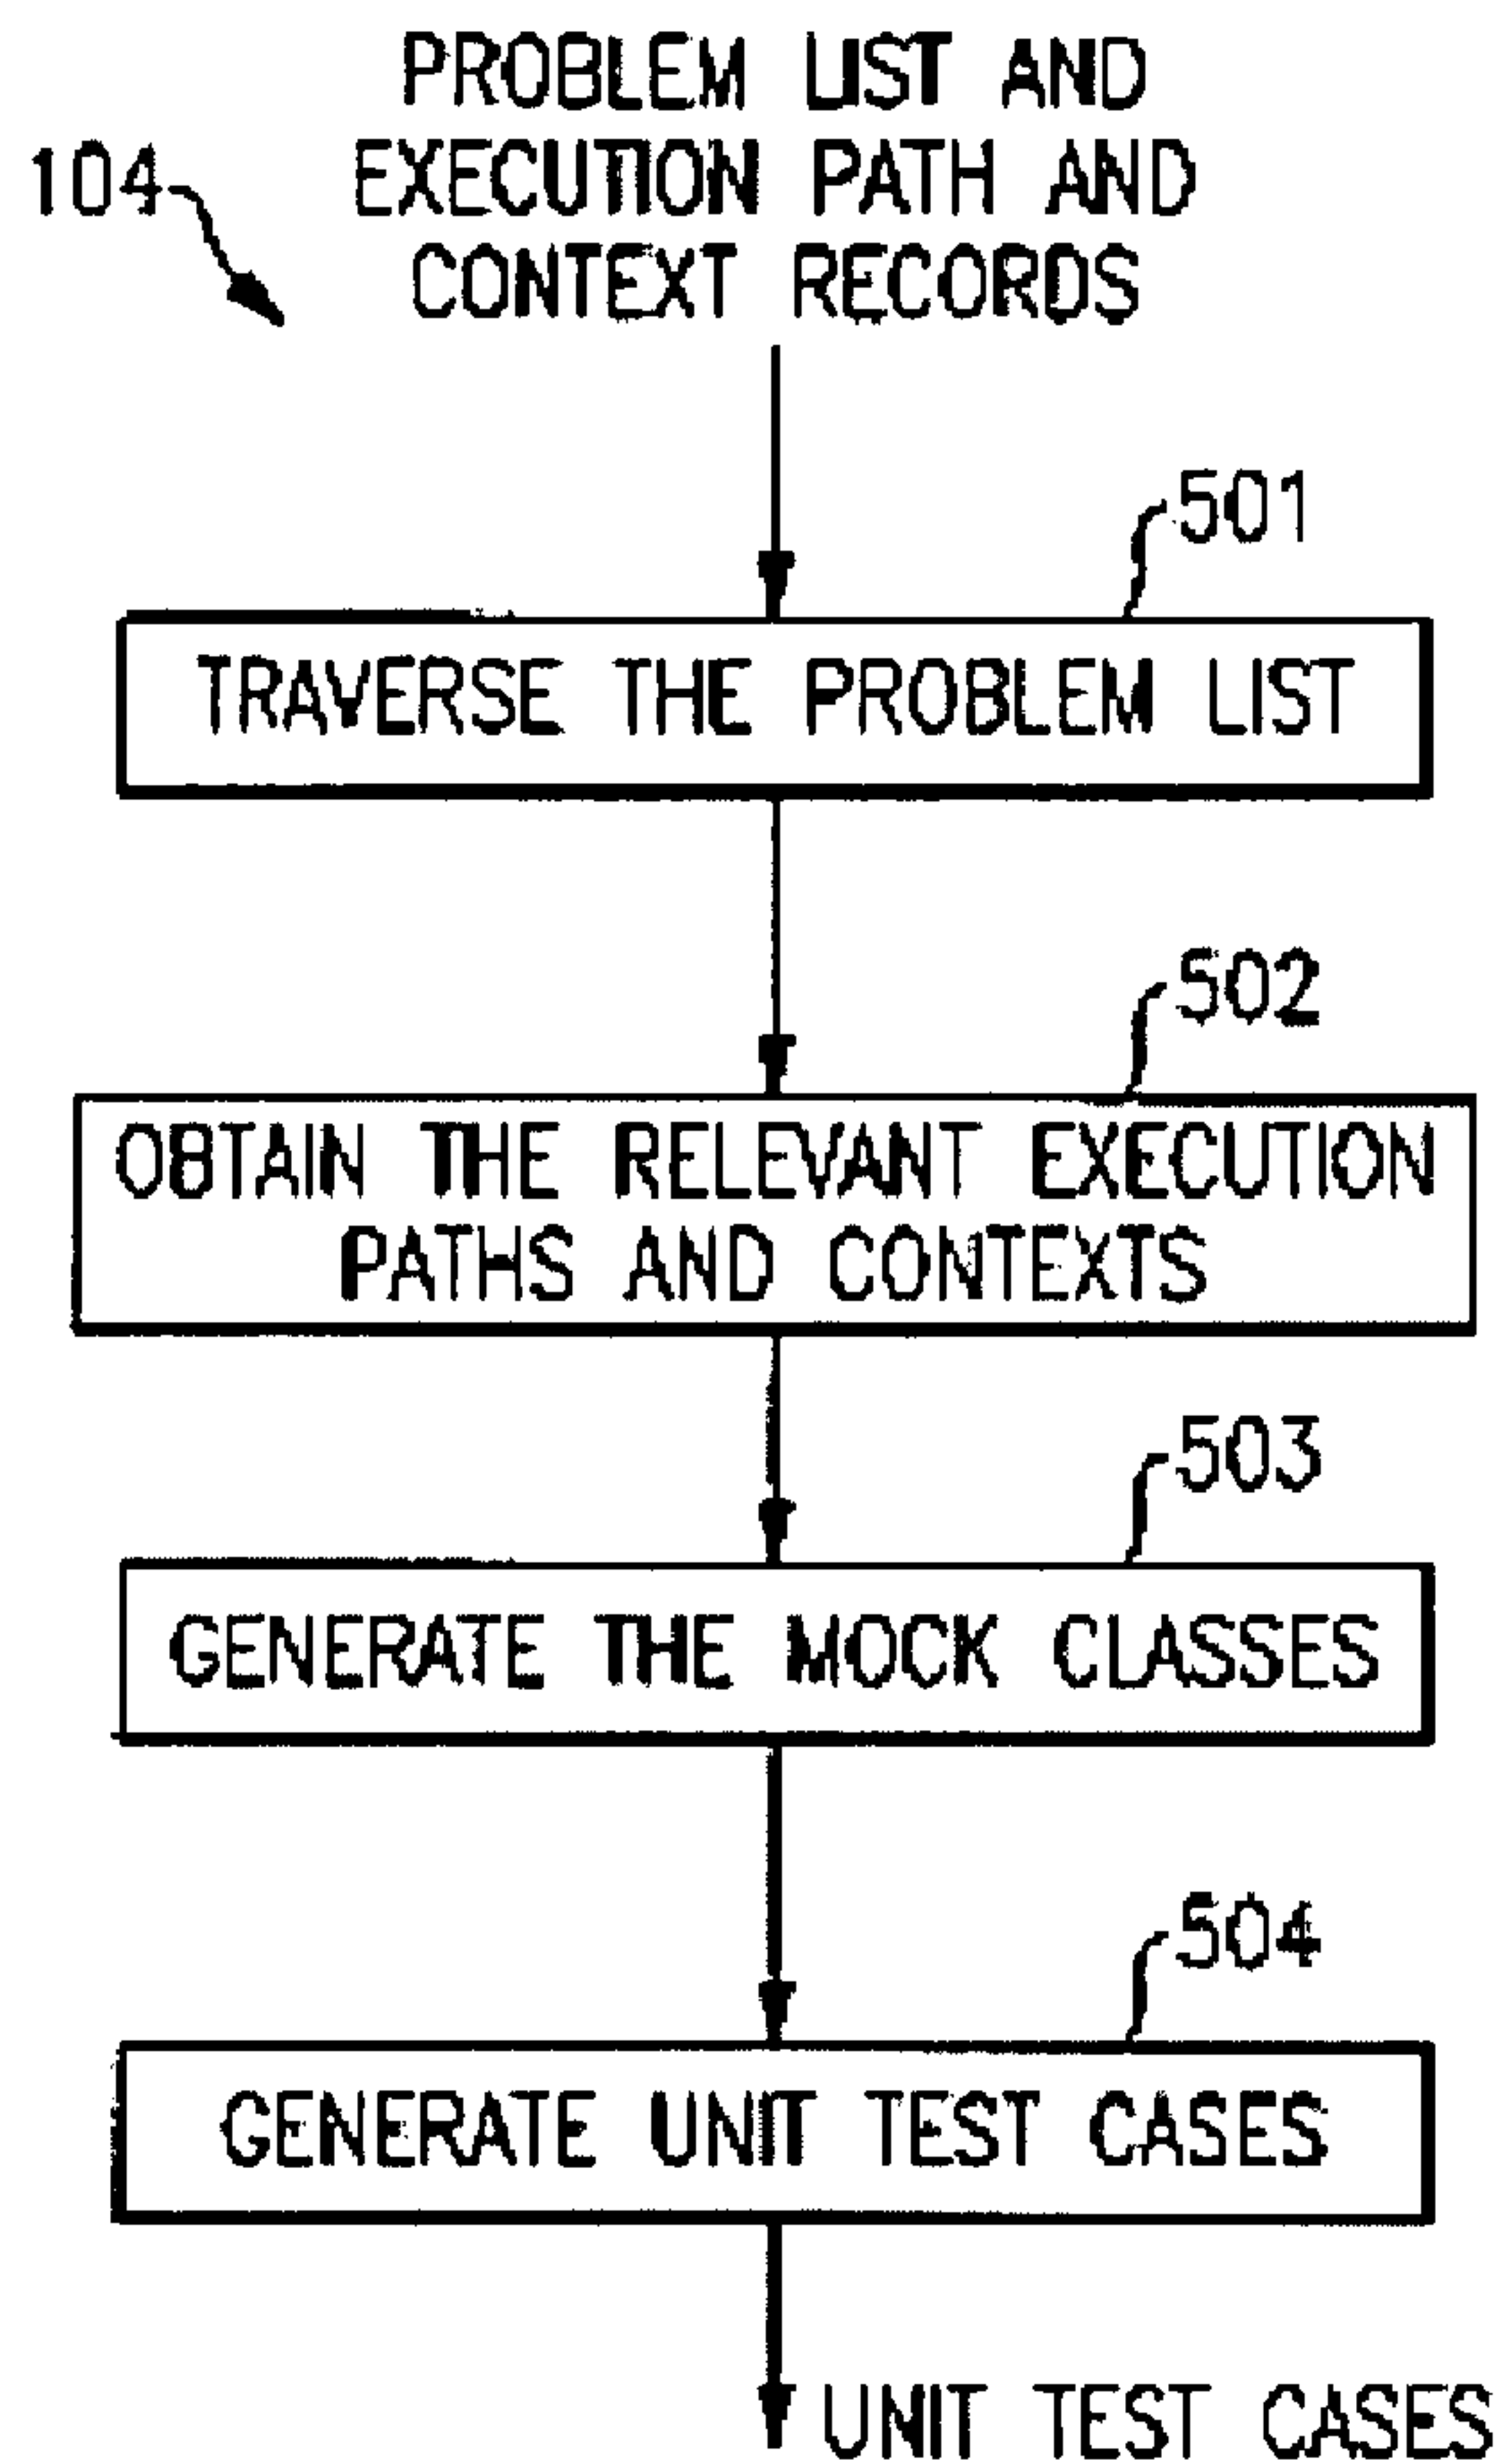 PROBLEM LIST AND
104
EXECUTION PATH AND
CONTEXT RECORDS
501
TRAVERSE THE PROBLEM LIST
502
OBTAIN THE RELEVANT EXECUTION
PATHS AND CONTEXTS
503
GENERATE THE MOCK CLASSES
504
GENERATE UNIT TEST CASES
UNIT TEST CASES